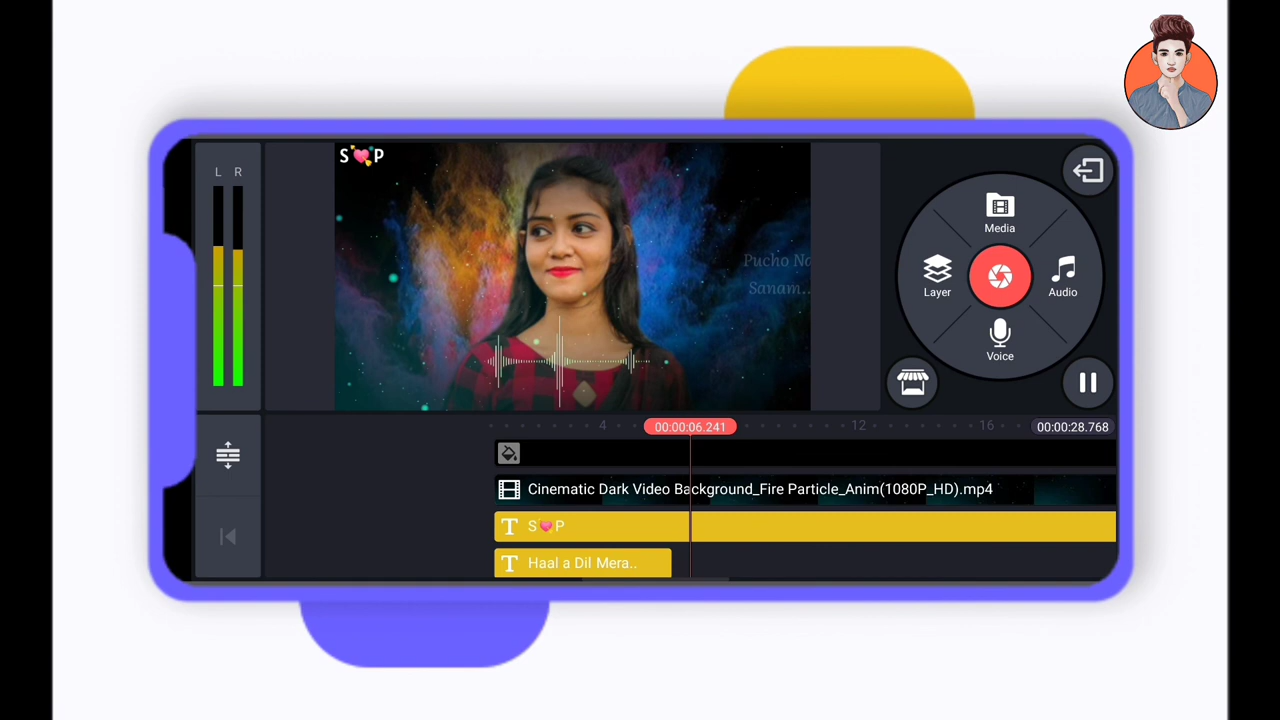 S💘P
L R
Pucho Na
Sanam..
Media
Layer
Audio
Voice
4
00:00:06.241
12
16
00:00:28.768
Cinematic Dark Video Background_Fire Particle_Anim(1080P_HD).mp4
S💘P
Haal a Dil Mera..